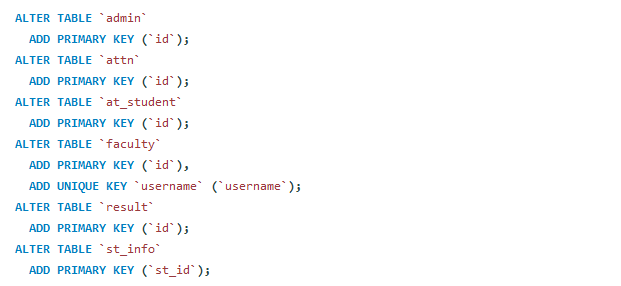 ALTER TABLE `admin`
  ADD PRIMARY KEY (`id`);
ALTER TABLE `attn`
  ADD PRIMARY KEY (`id`);
ALTER TABLE `at_student`
  ADD PRIMARY KEY (`id`);
ALTER TABLE `faculty`
  ADD PRIMARY KEY (`id`),
  ADD UNIQUE KEY `username` (`username`);
ALTER TABLE `result`
  ADD PRIMARY KEY (`id`);
ALTER TABLE `st_info`
  ADD PRIMARY KEY (`st_id`);